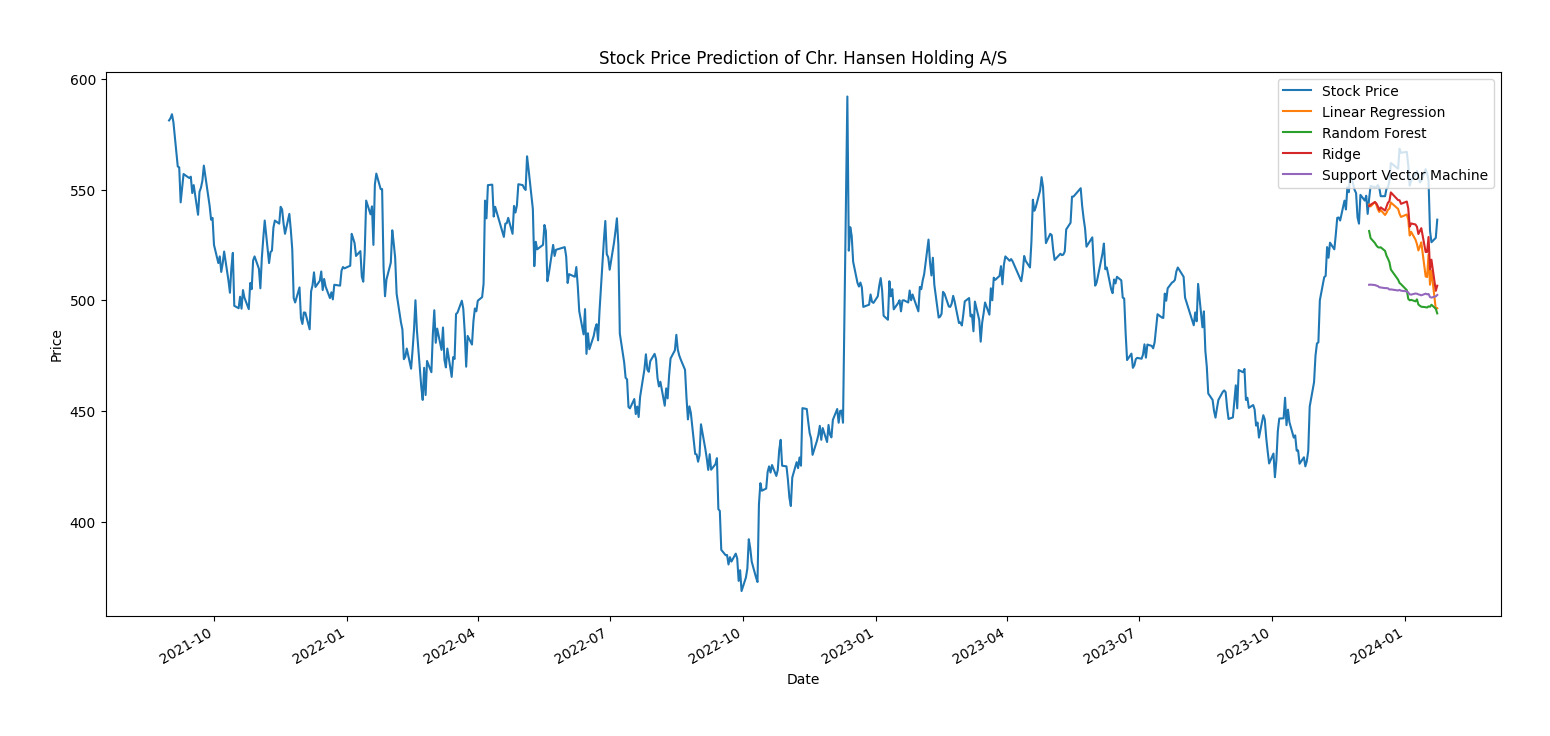 Stock Price Prediction of Chr. Hansen Holding A/S
600
550
500
450
400
Price
Stock Price
Linear Regression
Random Forest
Ridge
Support Vector Machine
2021-10
2022-01
2022-04
2022-07
2022-10
2023-01
2023-04
2023-07
2023-10
2024-01
Date